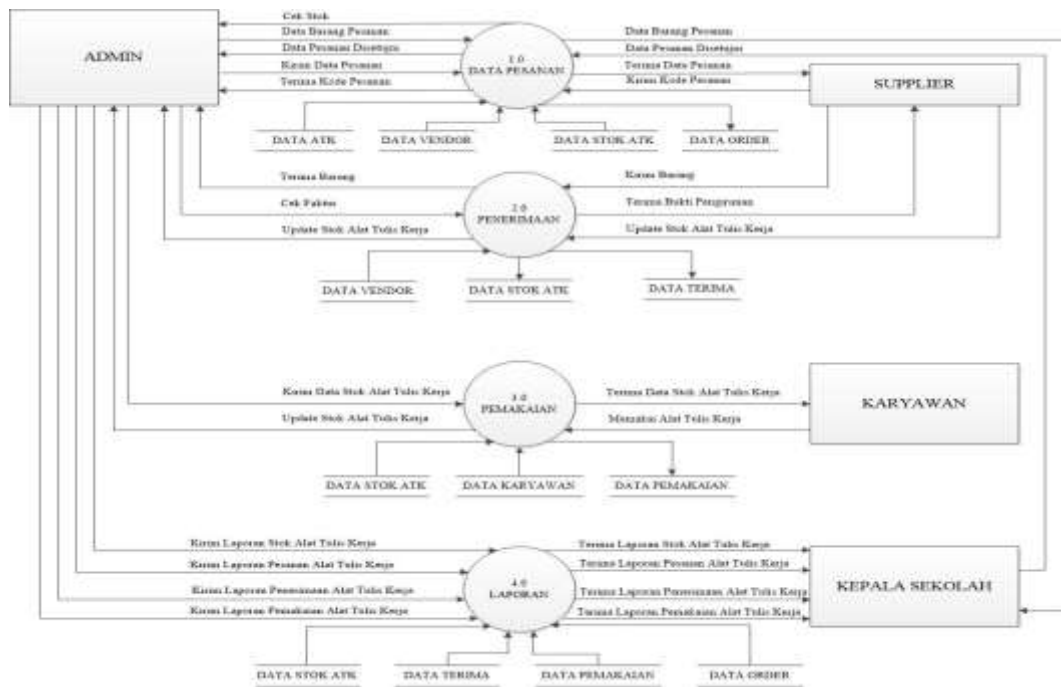 Cek Stok
Data Barang Pesanan
Data Pesanan Disetujui
Kirim Data Pesanan
Terima Kode Pesanan
ADMIN
1.0
DATA PESANAN
Data Barang Pesanan
Data Pesanan Disetujui
Terima Data Pesanan
Kirim Kode Pesanan
SUPPLIER
DATA ATK
DATA VENDOR
DATA STOK ATK
DATA ORDER
Terima Barang
Cek Faktur
Update Stok Alat Tulis Kerja
2.0
PENERIMAAN
Kirim Barang
Terima Bukti Pengiriman
Update Stok Alat Tulis Kerja
DATA VENDOR
DATA STOK ATK
DATA TERIMA
Kirim Data Stok Alat Tulis Kerja
Update Stok Alat Tulis Kerja
3.0
PEMAKAIAN
Terima Data Stok Alat Tulis Kerja
Alat Tulis Kerja
KARYAWAN
DATA STOK ATK
DATA KARYAWAN
DATA PEMAKAIAN
Kirim Laporan Stok Alat Tulis Kerja
Kirim Laporan Pesanan Alat Tulis Kerja
Kirim Laporan Penerimaan Alat Tulis Kerja
Kirim Laporan Pemakaian Alat Tulis Kerja
4.0
LAPORAN
Terima Laporan Stok Alat Tulis Kerja
Terima Laporan Pesanan Alat Tulis Kerja
Terima Laporan Penerimaan Alat Tulis Kerja
Terima Laporan Pemakaian Alat Tulis Kerja
KEPALA SEKOLAH
DATA STOK ATK
DATA TERIMA
DATA PEMAKAIAN
DATA ORDER